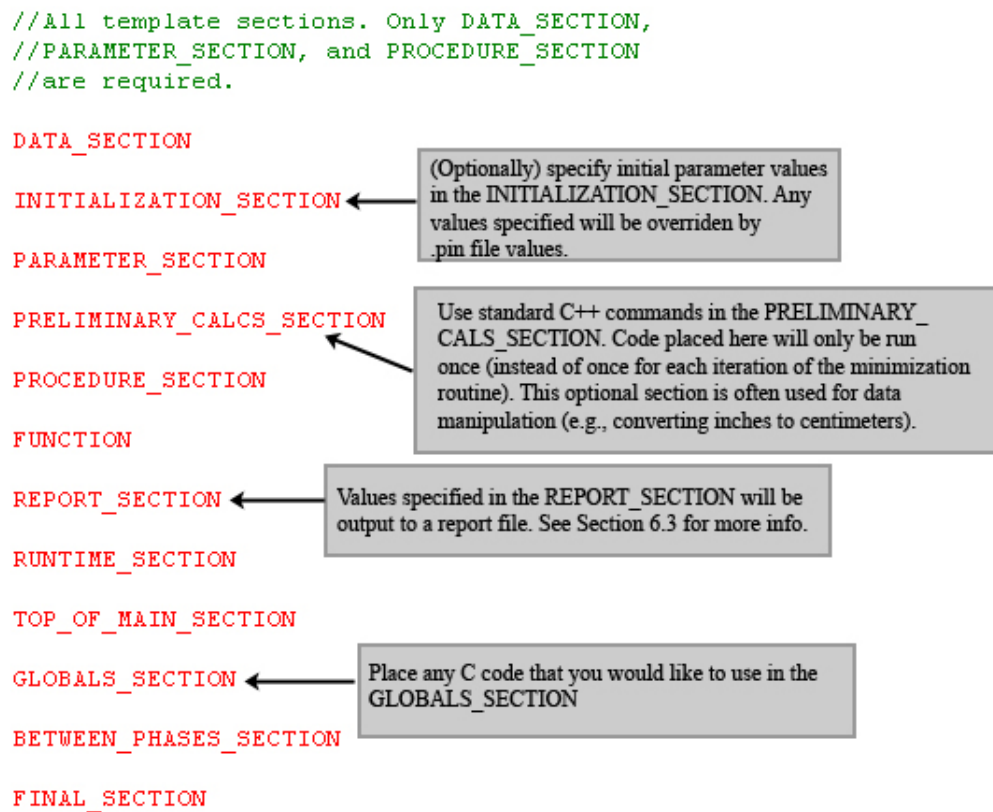 //All template sections. Only DATA_SECTION,
//PARAMETER_SECTION, and PROCEDURE_SECTION
//are required.
DATA_SECTION
INITIALIZATION_SECTION
(Optionally) specify initial parameter values
in the INITIALIZATION_SECTION. Any
values specified will be overriden by
.pin file values.
PARAMETER_SECTION
PRELIMINARY_CALCS_SECTION
Use standard C++ commands in the PRELIMINARY_
CALS_SECTION. Code placed here will only be run
once (instead of once for each iteration of the minimization
routine). This optional section is often used for data
manipulation (e.g., converting inches to centimeters).
PROCEDURE_SECTION
FUNCTION
REPORT_SECTION
Values specified in the REPORT_SECTION will be
output to a report file. See Section 6.3 for more info.
RUNTIME_SECTION
TOP_OF_MAIN_SECTION
GLOBALS_SECTION
Place any C code that you would like to use in the
GLOBALS_SECTION
BETWEEN_PHASES_SECTION
FINAL_SECTION